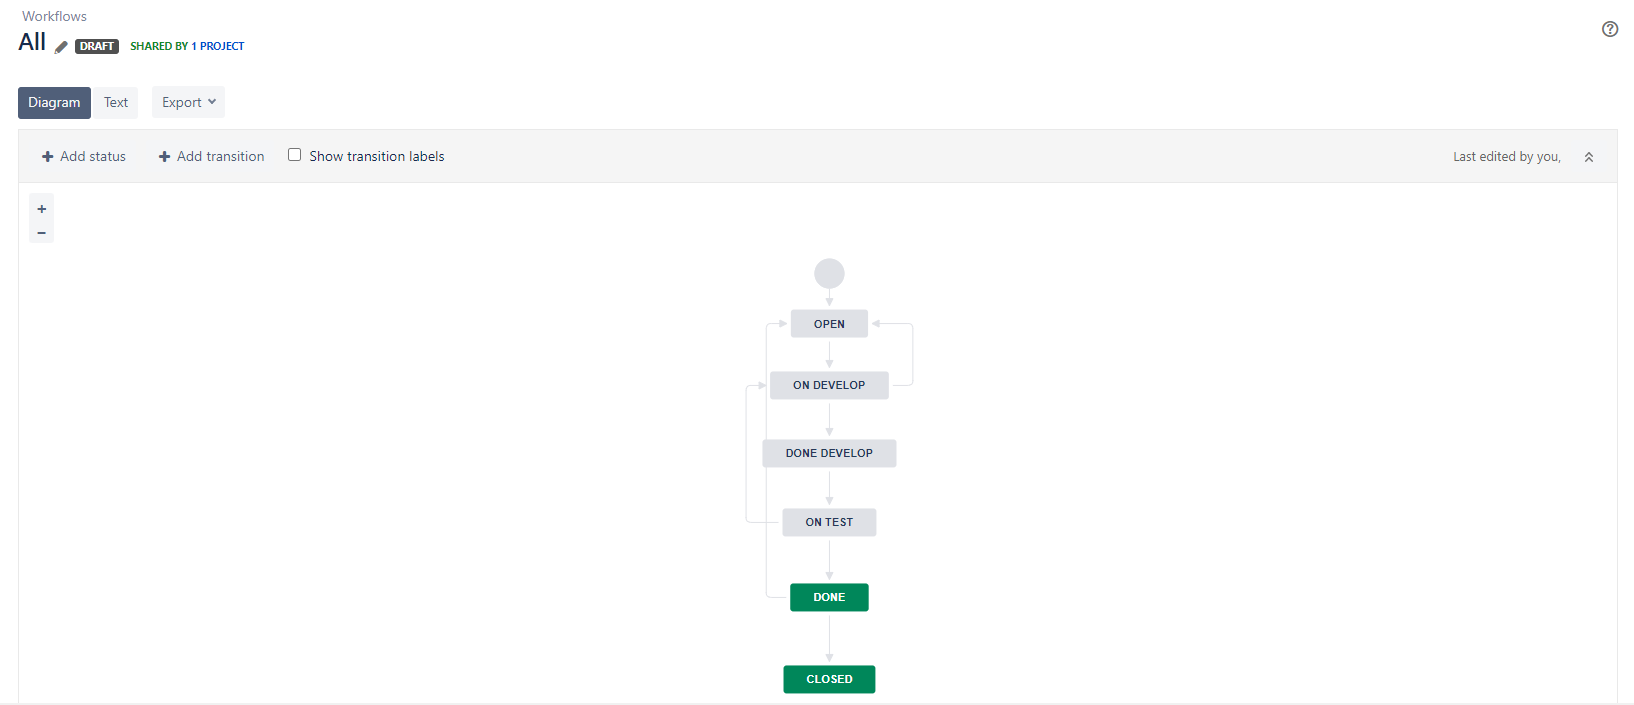 Workflows
All DRAFT SHARED BY 1 PROJECT
Diagram Text Export
Add status Add transition Show transition labels Last edited by you,
OPEN
ON DEVELOP
DONE DEVELOP
ON TEST
DONE
CLOSED